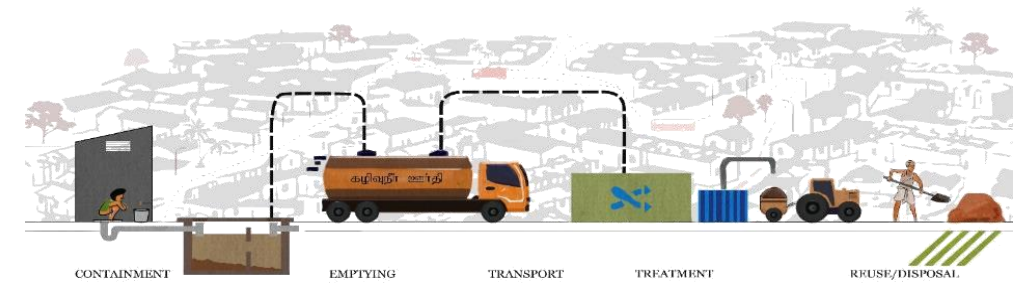 கழிவுநீர் ஊர்தி
CONTAINMENT EMPTYING TRANSPORT TREATMENT REUSE/DISPOSAL